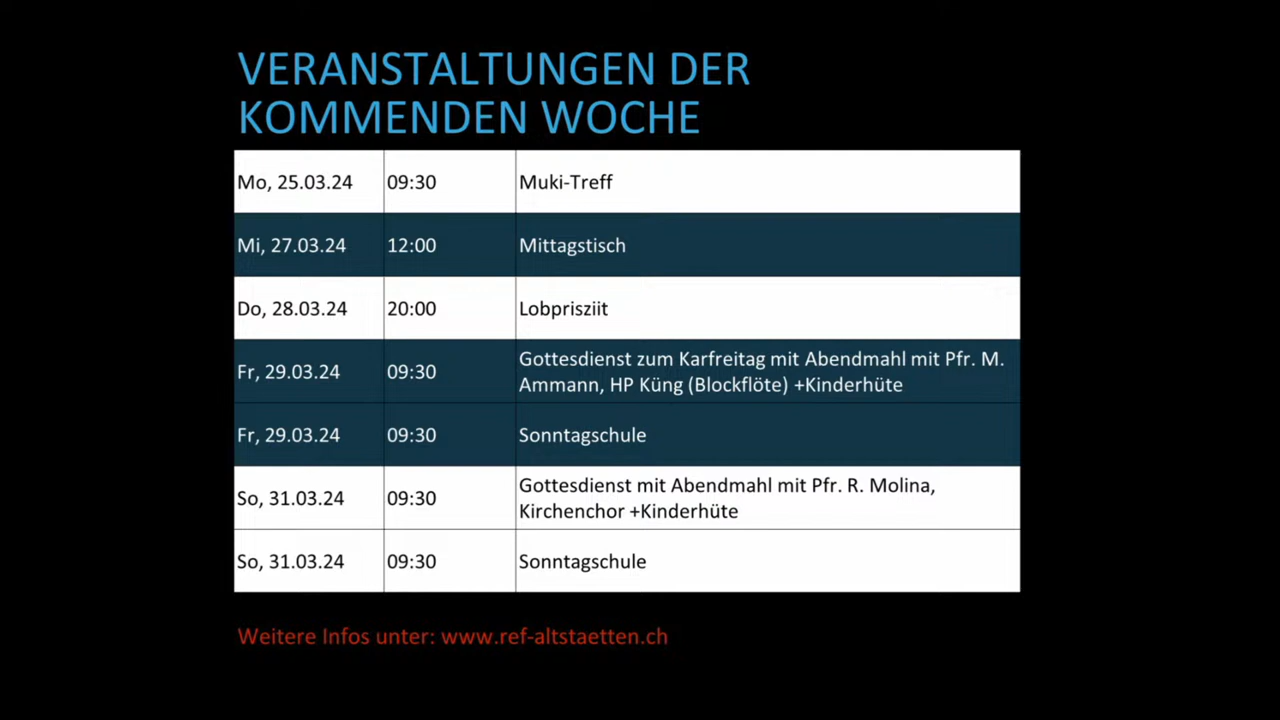 VERANSTALTUNGEN DER
KOMMENDEN WOCHE
Mo, 25.03.24 09:30 Muki-Treff
Mi, 27.03.24 12:00 Mittagstisch
Do, 28.03.24 20:00 Lobprisziit
Fr, 29.03.24 09:30 Gottesdienst zum Karfreitag mit Abendmahl mit Pfr. M.
Ammann, HP Küng (Blockflöte) +Kinderhüte
Fr, 29.03.24 09:30 Sonntagschule
So, 31.03.24 09:30 Gottesdienst mit Abendmahl mit Pfr. R. Molina,
Kirchenchor +Kinderhüte
So, 31.03.24 09:30 Sonntagschule
Weitere Infos unter: www.ref-altstaetten.ch